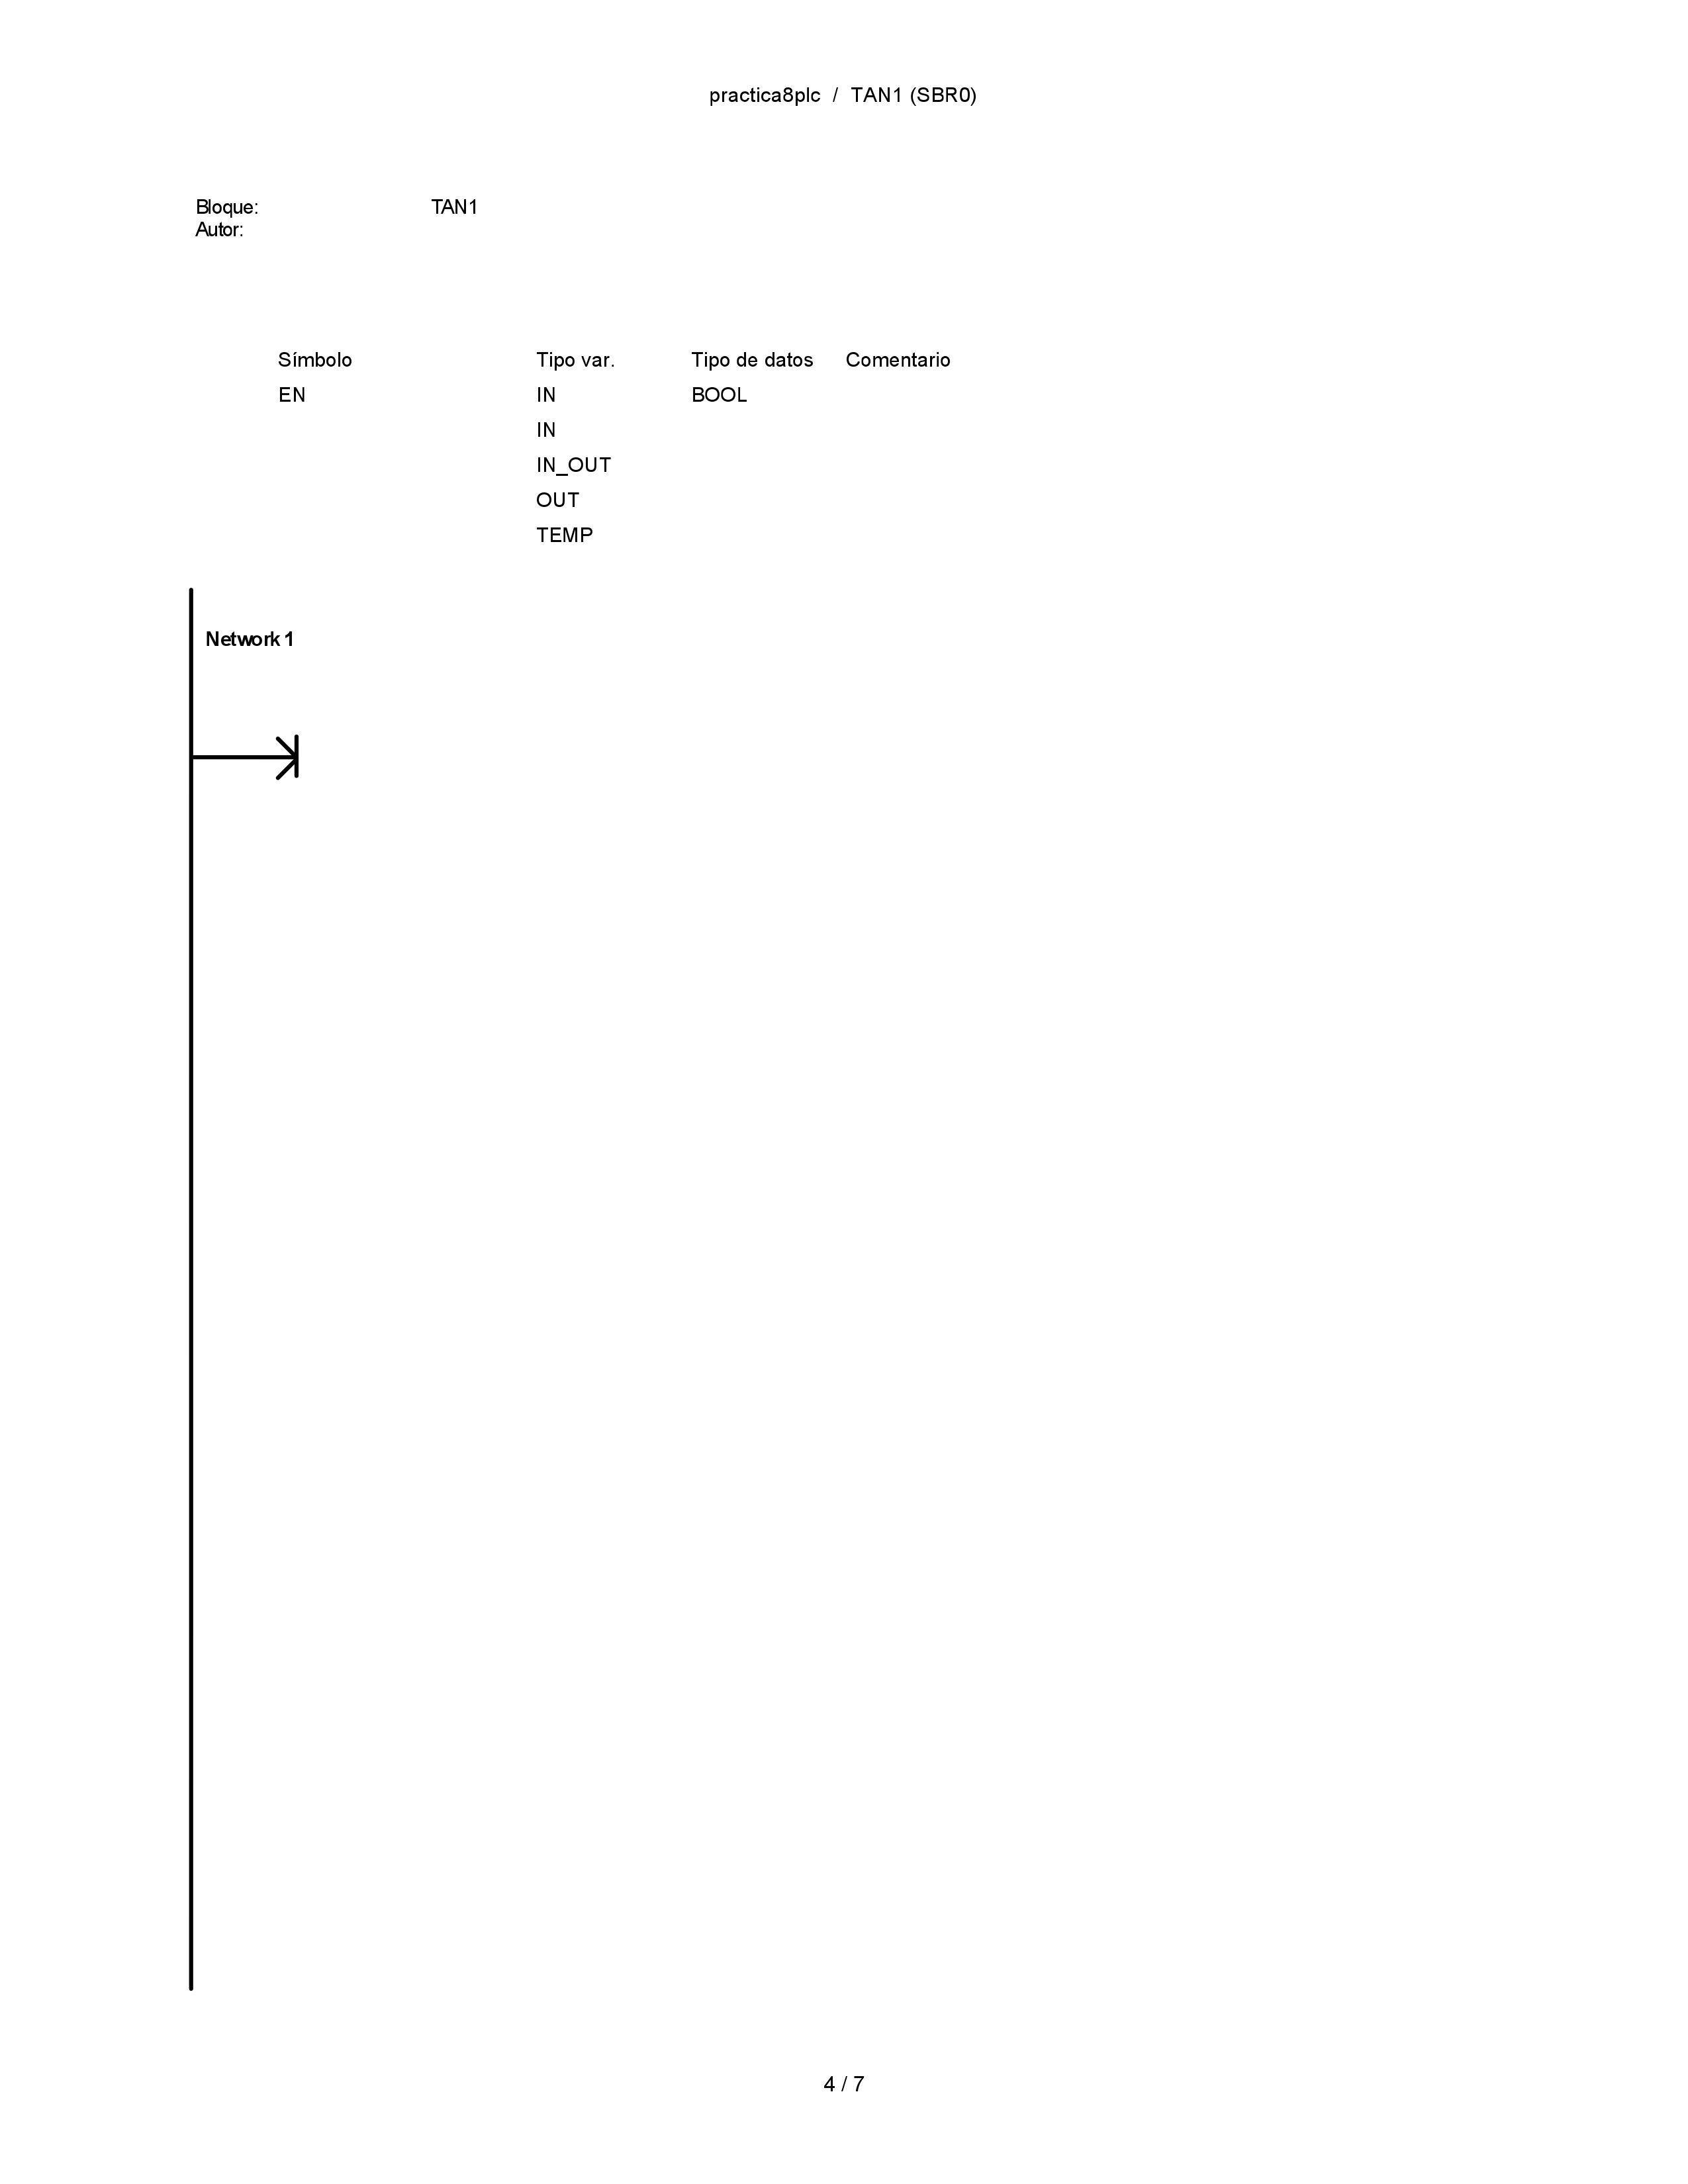 practica8plc / TAN1 (SBR0)
Bloque: TAN1
Autor:
Símbolo Tipo var. Tipo de datos Comentario
EN IN BOOL
IN
IN_OUT
OUT
TEMP
Network 1
4 / 7